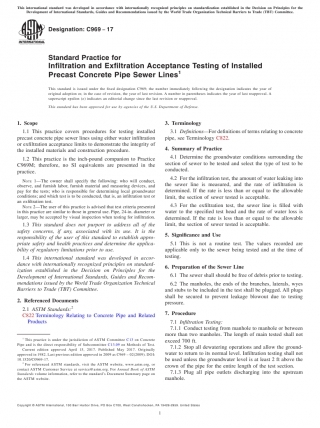 This international standard was developed in accordance with internationally recognized principles on standardization established in the Decision on Principles for the
Development of International Standards, Guides and Recommendations issued by the World Trade Organization Technical Barriers to Trade (TBT) Committee.
Designation: C969 – 17
Standard Practice for
Infiltration and Exfiltration Acceptance Testing of Installed
Precast Concrete Pipe Sewer Lines¹
This standard is issued under the fixed designation C969; the number immediately following the designation indicates the year of
original adoption or, in the case of revision, the year of last revision. A number in parentheses indicates the year of last reapproval. A
superscript epsilon (ε) indicates an editorial change since the last revision or reapproval.
This standard has been approved for use by agencies of the U.S. Department of Defense.
1. Scope
1.1 This practice covers procedures for testing installed
precast concrete pipe sewer lines using either water infiltration
or exfiltration acceptance limits to demonstrate the integrity of
the installed materials and construction procedure.
1.2 This practice is the inch-pound companion to Practice
C969M; therefore, no SI equivalents are presented in the
practice.
NOTE 1—The owner shall specify the following: who will conduct,
observe, and furnish labor, furnish material and measuring devices, and
pay for the tests; who is responsible for determining local groundwater
conditions; and which test is to be conducted, that is, an infiltration test or
an exfiltration test.
NOTE 2—The user of this practice is advised that test criteria presented
in this practice are similar to those in general use. Pipe, 24-in. diameter or
larger, may be accepted by visual inspection when testing for infiltration.
1.3 This standard does not purport to address all of the
safety concerns, if any, associated with its use. It is the
responsibility of the user of this standard to establish appro-
priate safety and health practices and determine the applica-
bility of regulatory limitations prior to use.
1.4 This international standard was developed in accor-
dance with internationally recognized principles on standard-
ization established in the Decision on Principles for the
Development of International Standards, Guides and Recom-
mendations issued by the World Trade Organization Technical
Barriers to Trade (TBT) Committee.
2. Referenced Documents
2.1 ASTM Standards:²
C822 Terminology Relating to Concrete Pipe and Related
Products
¹ This practice is under the jurisdiction of ASTM Committee C13 on Concrete
Pipe and is the direct responsibility of Subcommittee C13.09 on Methods of Test.
Current edition approved April 15, 2017. Published May 2017. Originally
approved in 1982. Last previous edition approved in 2009 as C969 – 02(2009). DOI:
10.1520/C0969-17.
² For referenced ASTM standards, visit the ASTM website, www.astm.org, or
contact ASTM Customer Service at service@astm.org. For Annual Book of ASTM
Standards volume information, refer to the standard's Document Summary page on
the ASTM website.
3. Terminology
3.1 Definitions—For definitions of terms relating to concrete
pipe, see Terminology C822.
4. Summary of Practice
4.1 Determine the groundwater conditions surrounding the
section of sewer to be tested and select the type of test to be
conducted.
4.2 For the infiltration test, the amount of water leaking into
the sewer line is measured, and the rate of infiltration is
determined. If the rate is less than or equal to the allowable
limit, the section of sewer tested is acceptable.
4.3 For the exfiltration test, the sewer line is filled with
water to the specified test head and the rate of water loss is
determined. If the rate is less than or equal to the allowable
limit, the section of sewer tested is acceptable.
5. Significance and Use
5.1 This is not a routine test. The values recorded are
applicable only to the sewer being tested and at the time of
testing.
6. Preparation of the Sewer Line
6.1 The sewer shall be free of debris prior to testing.
6.2 The manholes, the ends of the branches, laterals, wyes
and stubs to be included in the test shall be plugged. All plugs
shall be secured to prevent leakage blowout due to testing
pressure.
7. Procedure
7.1 Infiltration Testing:
7.1.1 Conduct testing from manhole to manhole or between
more than two manholes. The length of main tested shall not
exceed 700 ft.
7.1.2 Stop all dewatering operations and allow the ground-
water to return to its normal level. Infiltration testing shall not
be used unless the groundwater level is at least 2 ft above the
crown of the pipe for the entire length of the test section.
7.1.3 Plug all pipe outlets discharging into the upstream
manhole.
Copyright © ASTM International, 100 Barr Harbor Drive, PO Box C700, West Conshohocken, PA 19428-2959. United States
1